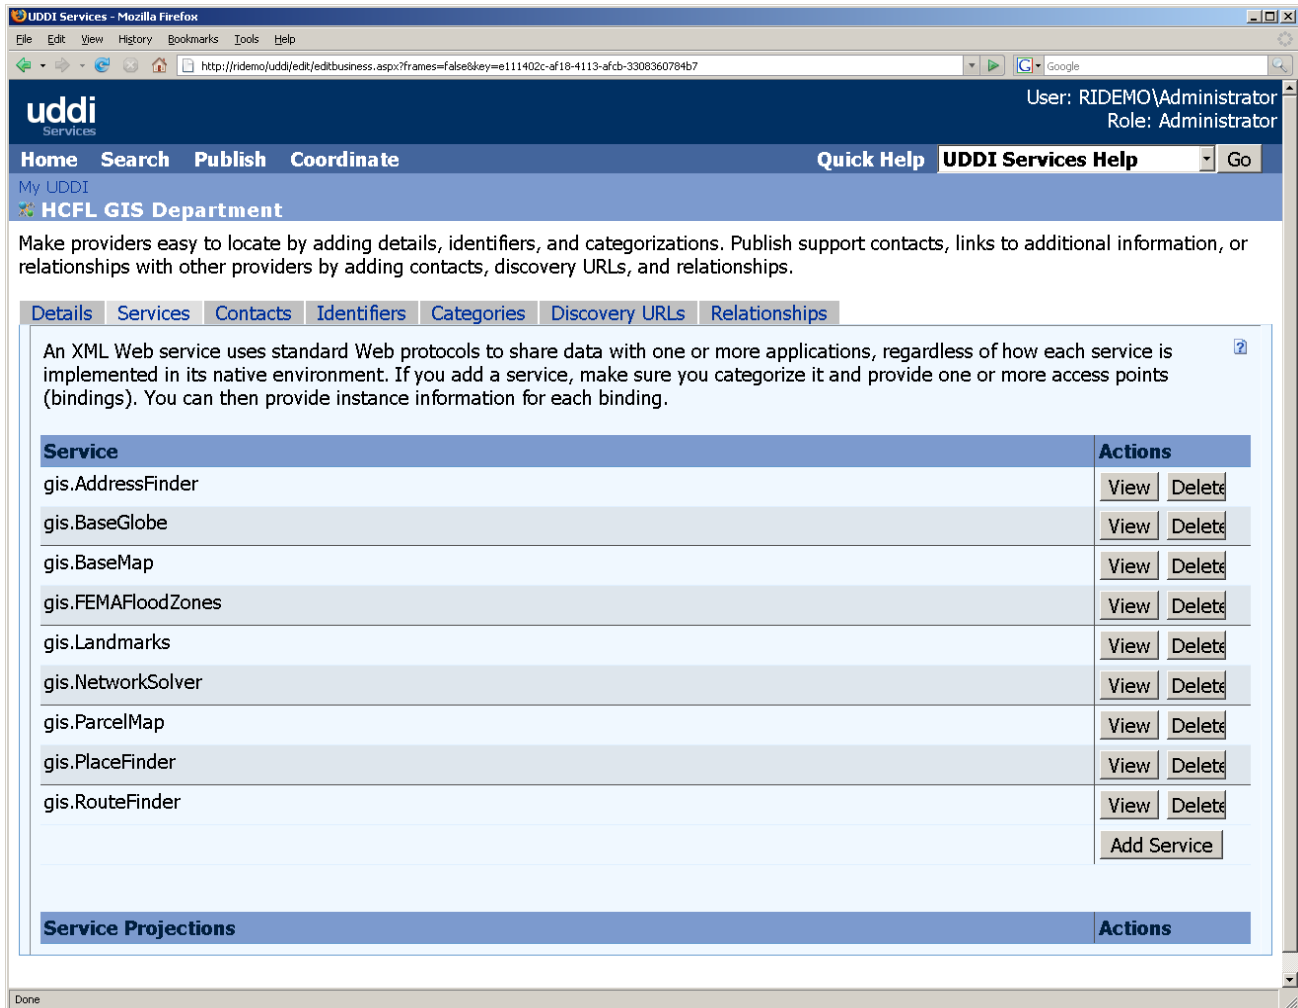 UDDI Services - Mozilla Firefox
File Edit View History Bookmarks Tools Help
http://ridemo/uddi/edit/editbusiness.aspx?frames=false&key=e111402c-af18-4113-afcb-3308360784b7 G Google
uddi
Services
User: RIDEMO\Administrator
Role: Administrator
Home Search Publish Coordinate Quick Help UDDI Services Help Go
My UDDI
HCFL GIS Department
Make providers easy to locate by adding details, identifiers, and categorizations. Publish support contacts, links to additional information, or
relationships with other providers by adding contacts, discovery URLs, and relationships.
Details Services Contacts Identifiers Categories Discovery URLs Relationships
An XML Web service uses standard Web protocols to share data with one or more applications, regardless of how each service is
implemented in its native environment. If you add a service, make sure you categorize it and provide one or more access points
(bindings). You can then provide instance information for each binding.
Service Actions
gis.AddressFinder View Delete
gis.BaseGlobe View Delete
gis.BaseMap View Delete
gis.FEMAFloodZones View Delete
gis.Landmarks View Delete
gis.NetworkSolver View Delete
gis.ParcelMap View Delete
gis.PlaceFinder View Delete
gis.RouteFinder View Delete
Add Service
Service Projections Actions
Done